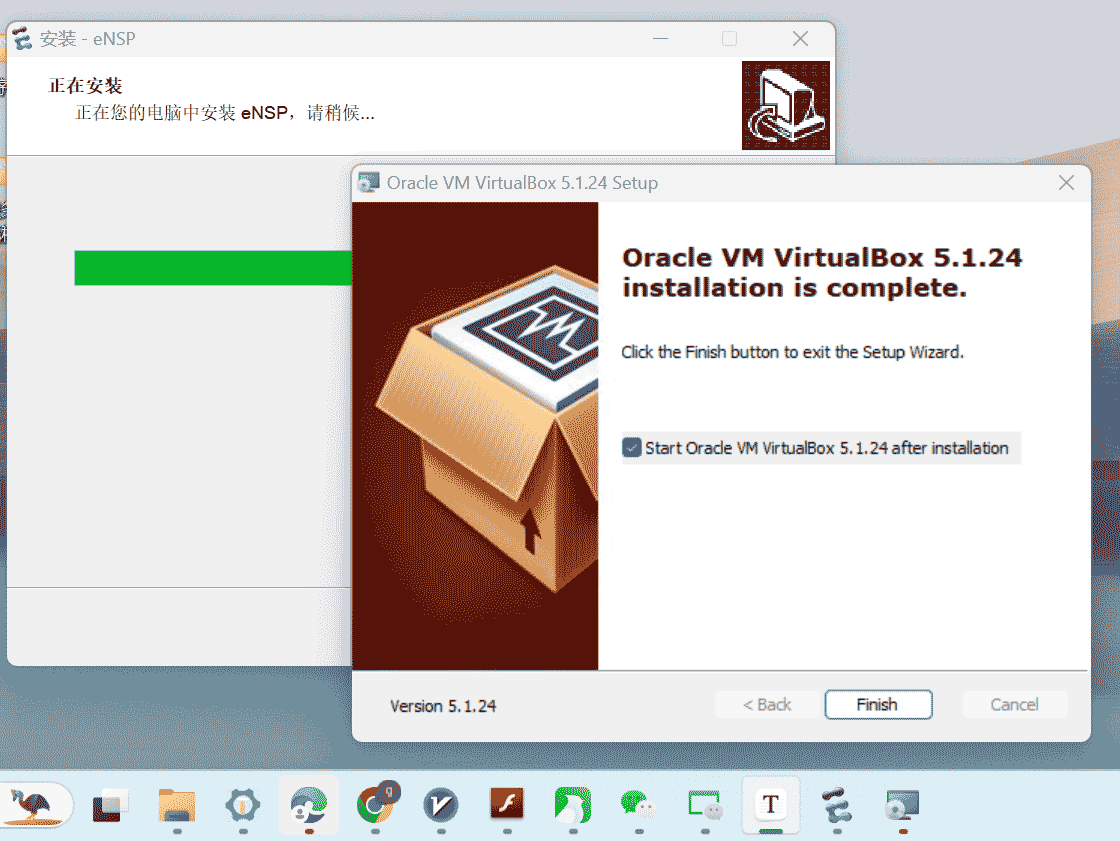 安装 - eNSP
正在安装
正在您的电脑中安装 eNSP，请稍候...
Oracle VM VirtualBox 5.1.24 Setup
Oracle VM VirtualBox 5.1.24
installation is complete.
Click the Finish button to exit the Setup Wizard.
Start Oracle VM VirtualBox 5.1.24 after installation
Version 5.1.24
< Back
Finish
Cancel
9
T